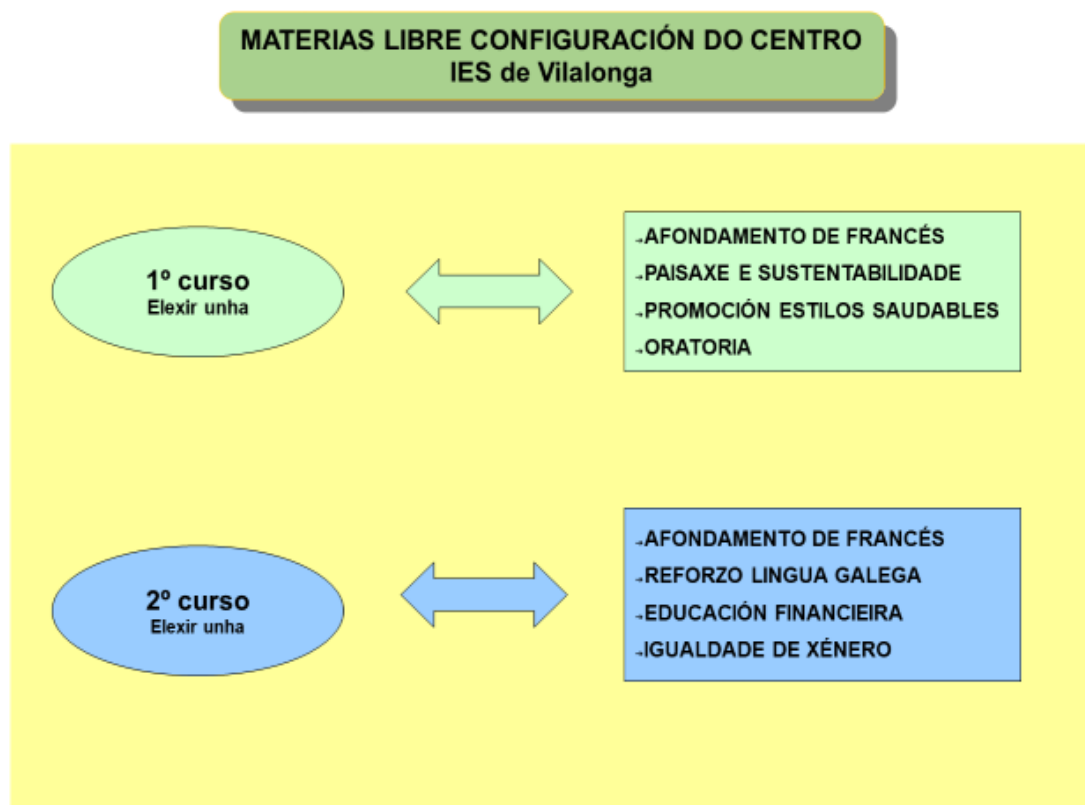 MATERIAS LIBRE CONFIGURACIÓN DO CENTRO
IES de Vilalonga
1º curso
Elexir unha
→AFONDAMENTO DE FRANCÉS
→PAISAXE E SUSTENTABILIDADE
→PROMOCIÓN ESTILOS SAUDABLES
→ORATORIA
2º curso
Elexir unha
→AFONDAMENTO DE FRANCÉS
→REFORZO LINGUA GALEGA
→EDUCACIÓN FINANCIEIRA
→IGUALDADE DE XÉNERO